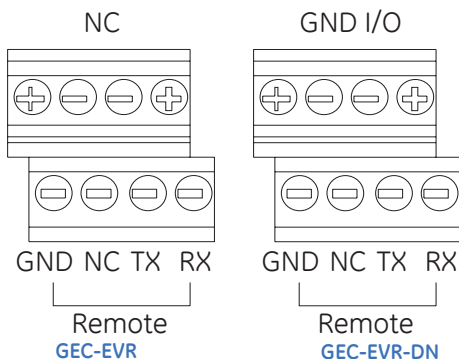 NC GND I/O
GND NC TX RX GND NC TX RX
Remote Remote
GEC-EVR GEC-EVR-DN